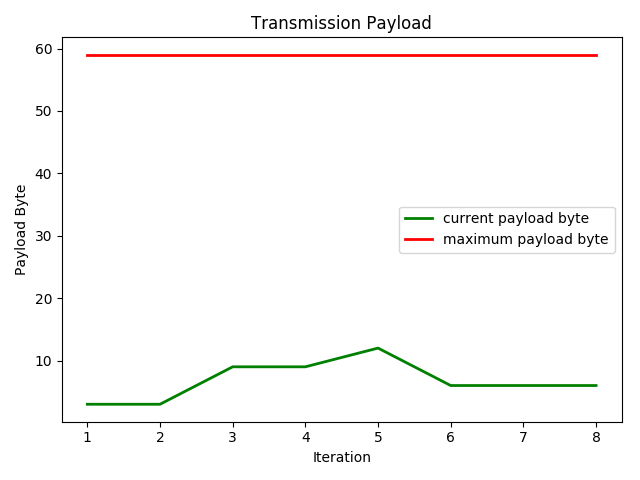 Transmission Payload
60
50
40
30
20
10
Payload Byte
current payload byte
maximum payload byte
1 2 3 4 5 6 7 8
Iteration